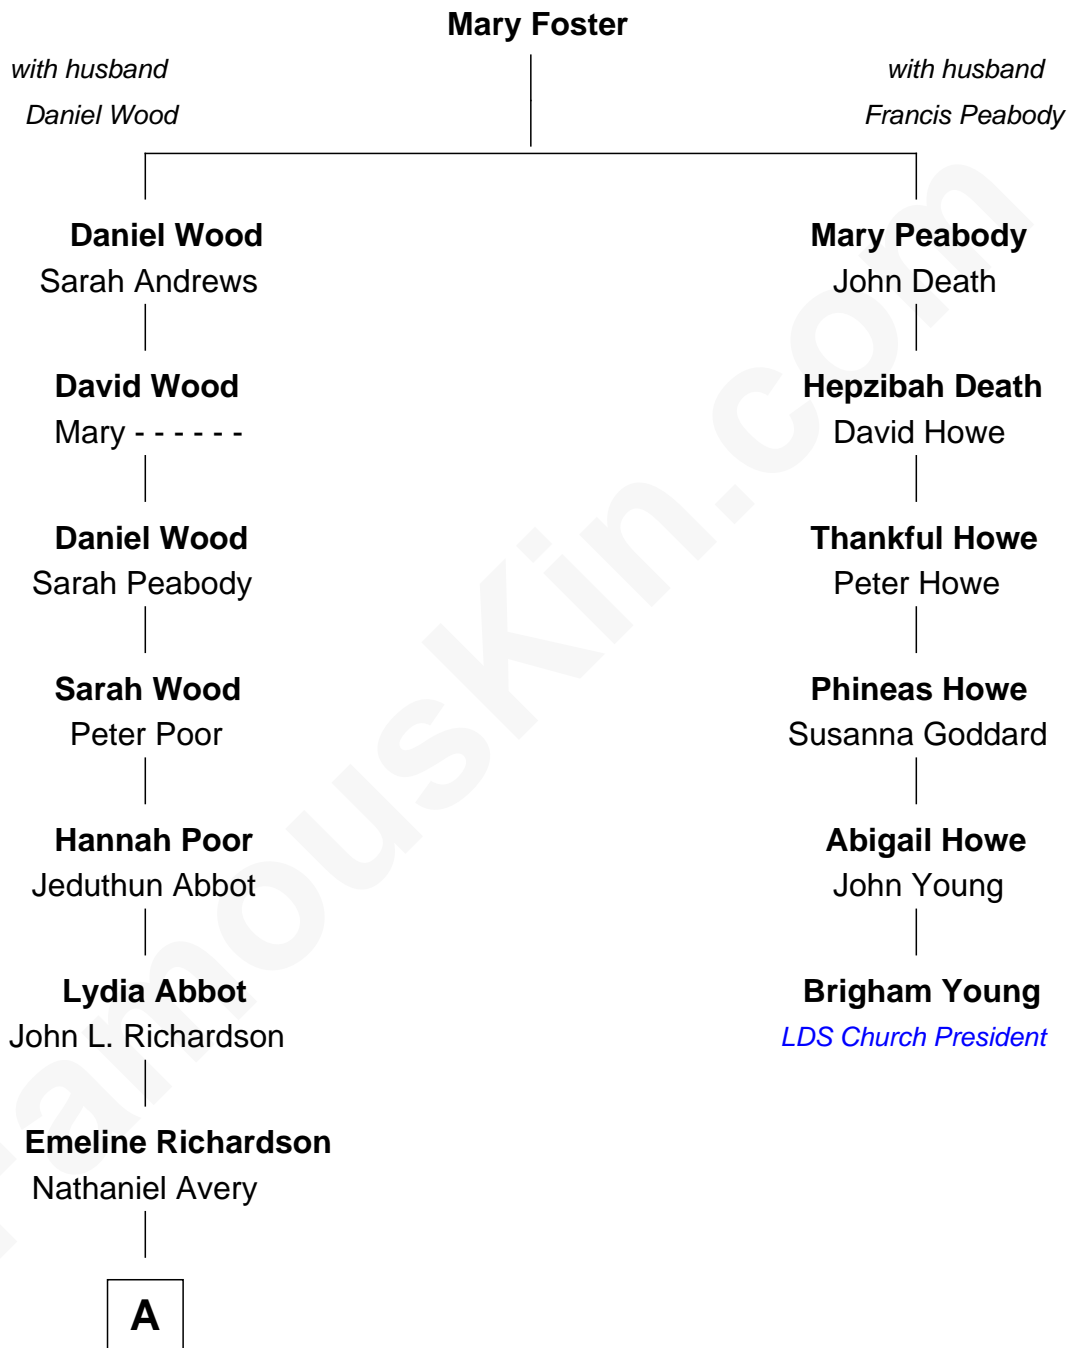 Mary Foster
with husband
Daniel Wood
with husband
Francis Peabody
Daniel Wood
Sarah Andrews
Mary Peabody
John Death
David Wood
Mary - - - - - -
Hepzibah Death
David Howe
Daniel Wood
Sarah Peabody
Thankful Howe
Peter Howe
Sarah Wood
Peter Poor
Phineas Howe
Susanna Goddard
Hannah Poor
Jeduthun Abbot
Abigail Howe
John Young
Lydia Abbot
John L. Richardson
Brigham Young
LDS Church President
Emeline Richardson
Nathaniel Avery
A
FamousKin.com